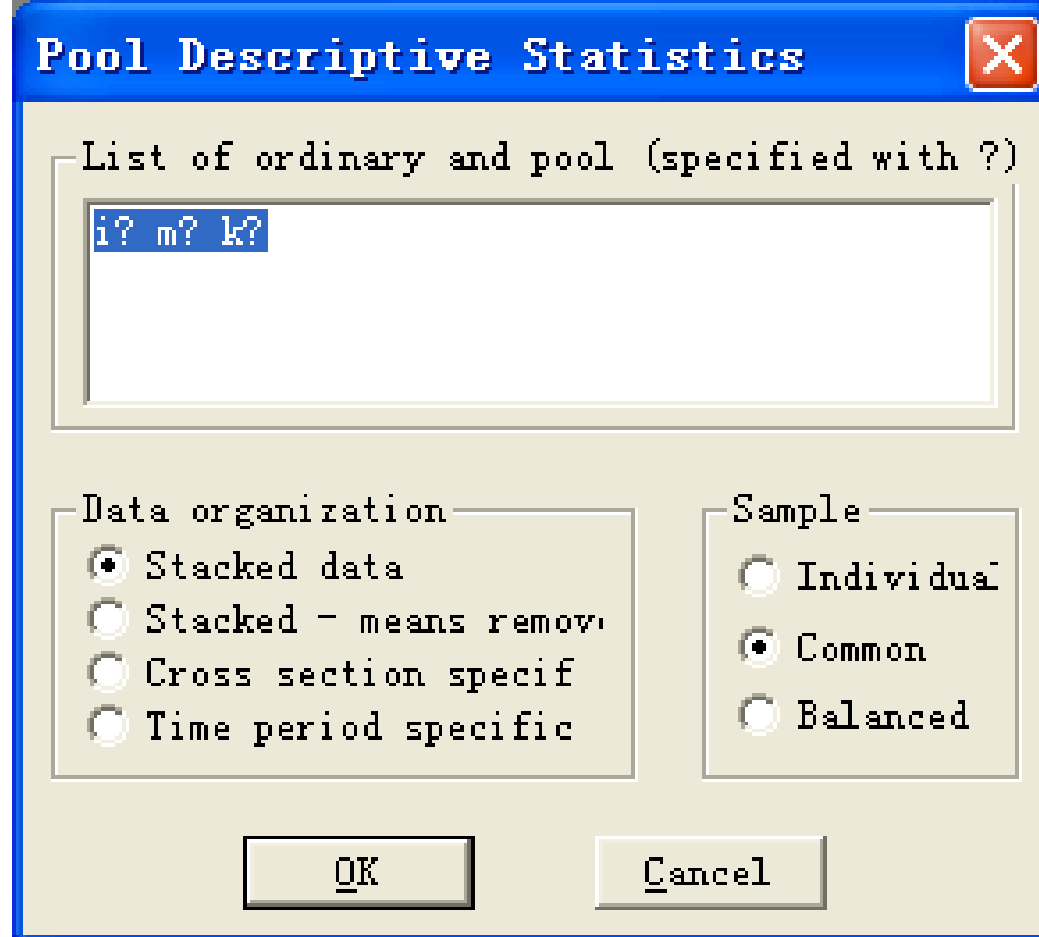 Pool Descriptive Statistics
List of ordinary and pool (specified with ?)
i? m? k?
Data organization
Stacked data
Stacked - means remov
Cross section specif
Time period specific
Sample
Individual
Common
Balanced
OK
Cancel